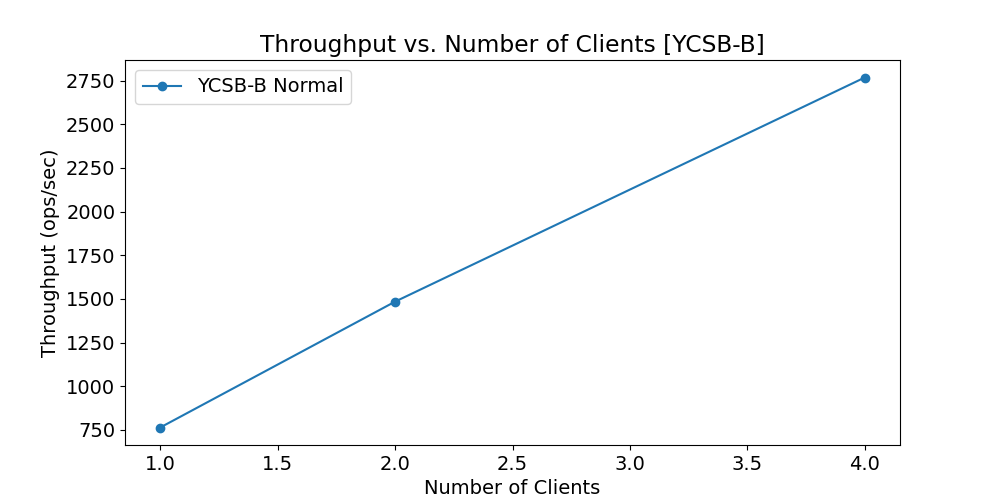 Throughput vs. Number of Clients [YCSB-B]
YCSB-B Normal
Throughput (ops/sec)
2750
2500
2250
2000
1750
1500
1250
1000
750
1.0 1.5 2.0 2.5 3.0 3.5 4.0
Number of Clients